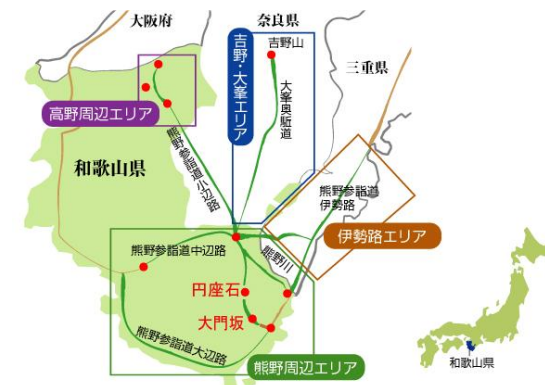 大阪府
奈良県
三重県
和歌山県
高野周辺エリア
吉野・大峯エリア
吉野山
大峯奥駈道
熊野参詣道小辺路
熊野参詣道
伊勢路
伊勢路エリア
熊野参詣道中辺路
熊野川
円座石
大門坂
熊野参詣道大辺路
熊野周辺エリア
和歌山県